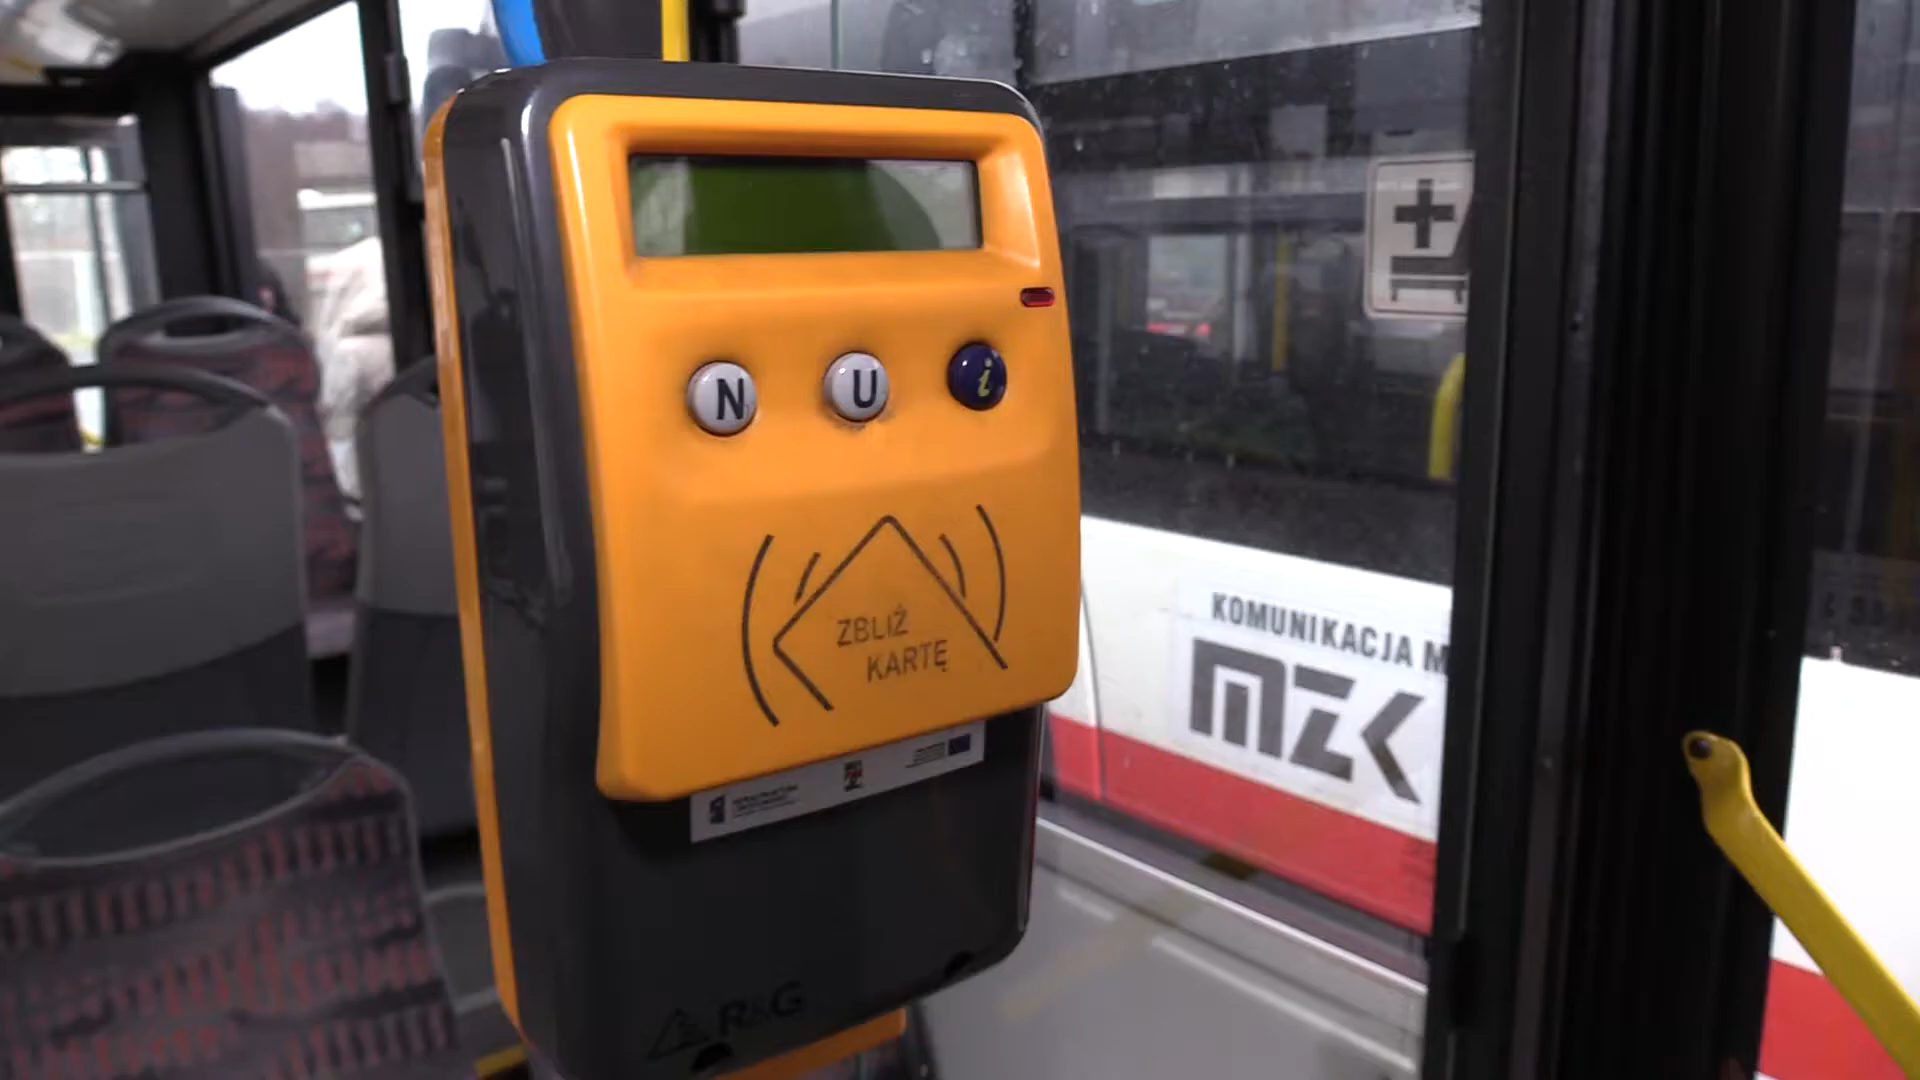 N U i
ZBLIŻ
KARTĘ
R&G
KOMUNIKACJA M
MZK